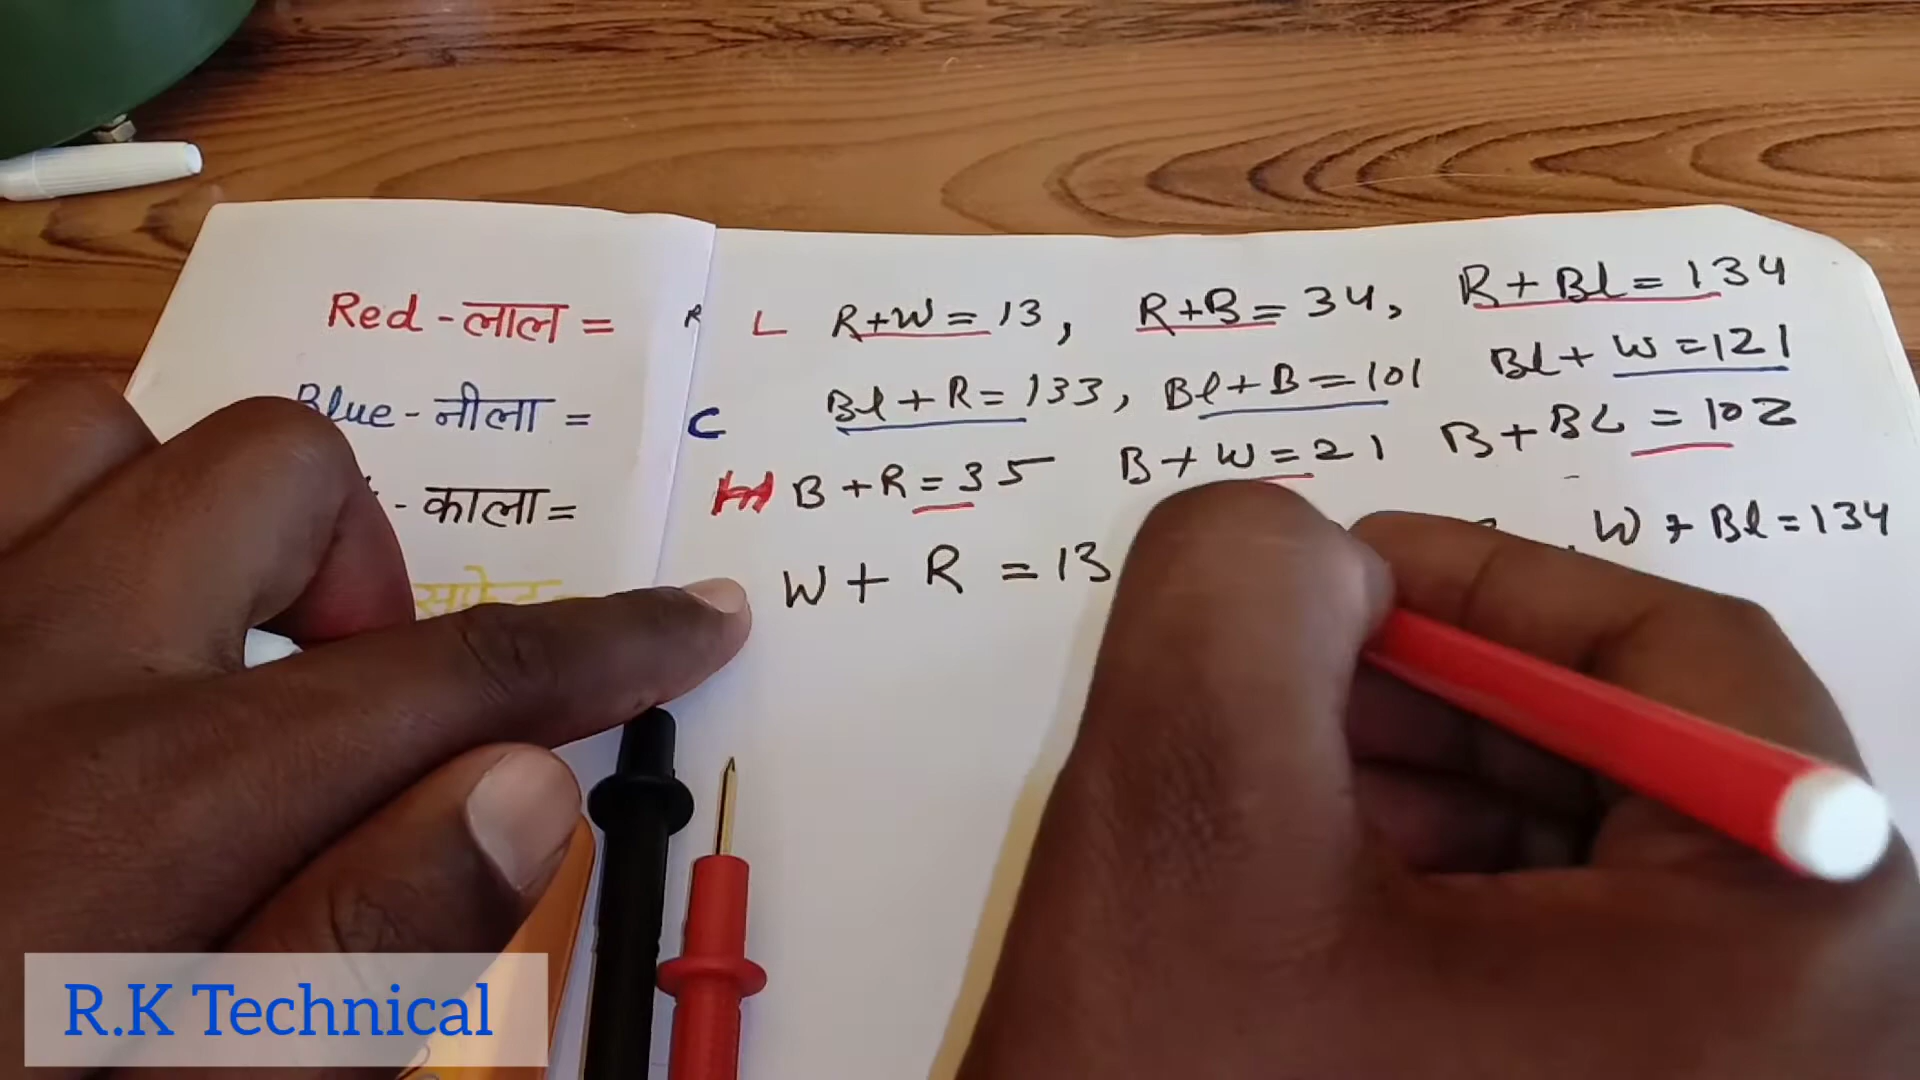 Red - लाल = R L R+W = 13, R+B = 34, R+Bl = 134
Blue - नीला = C Bl+R = 133, Bl+B = 101 Bl+W = 121
- काला = B+R = 35 B+W = 21 B+BL = 102
W+R = 13 W+Bl = 134
R.K Technical